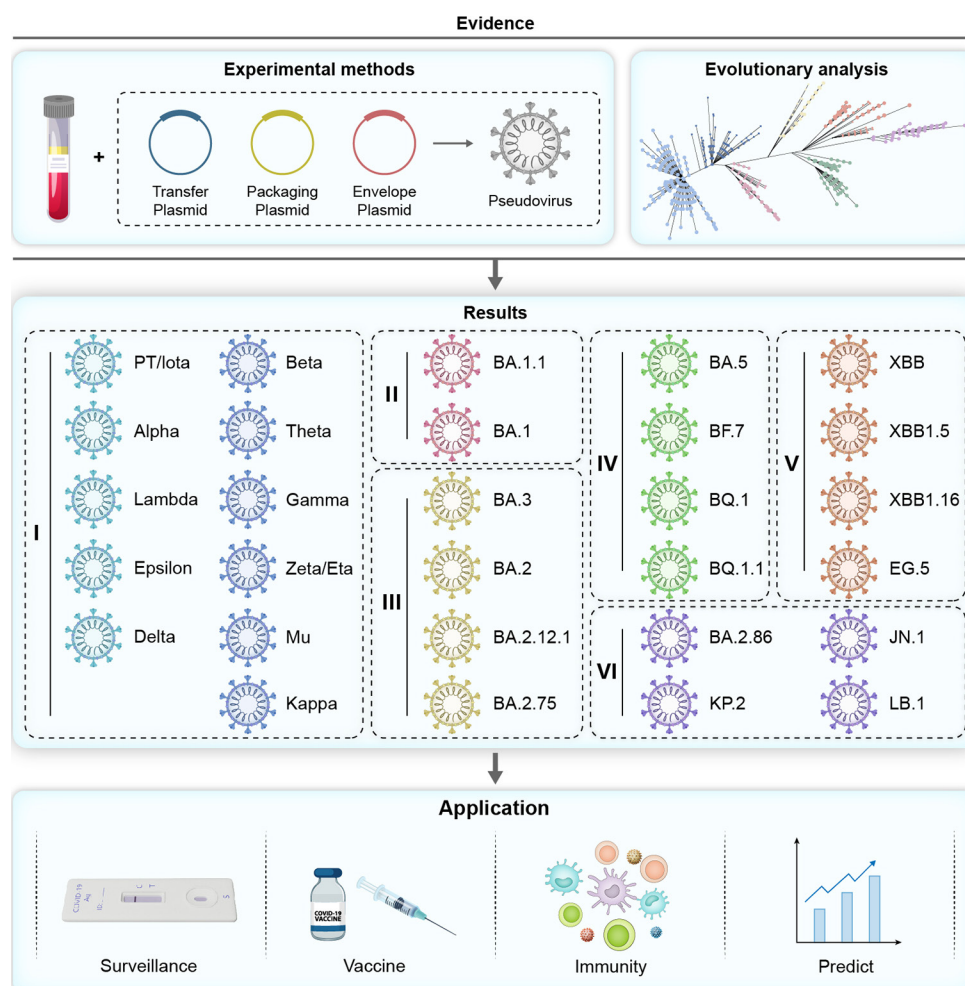 Evidence
Experimental methods
+
Transfer
Plasmid
Packaging
Plasmid
Envelope
Plasmid
Pseudovirus
Evolutionary analysis
Results
I
PT/Iota
Alpha
Lambda
Epsilon
Delta
Beta
Theta
Gamma
Zeta/Eta
Mu
Kappa
II
BA.1.1
BA.1
III
BA.3
BA.2
BA.2.12.1
BA.2.75
IV
BA.5
BF.7
BQ.1
BQ.1.1
V
XBB
XBB1.5
XBB1.16
EG.5
VI
BA.2.86
KP.2
JN.1
LB.1
Application
COVID-19
Ag
ID:
C
T
S
Surveillance
COVID-19
VACCINE
Vaccine
Immunity
Predict